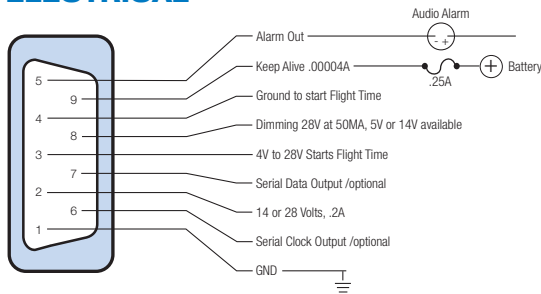 ELECTRICAL
Audio Alarm
Alarm Out
- +
Keep Alive .00004A
+ Battery
.25A
Ground to start Flight Time
Dimming 28V at 50MA, 5V or 14V available
4V to 28V Starts Flight Time
Serial Data Output /optional
14 or 28 Volts, .2A
Serial Clock Output /optional
GND
5
9
4
8
3
7
2
6
1